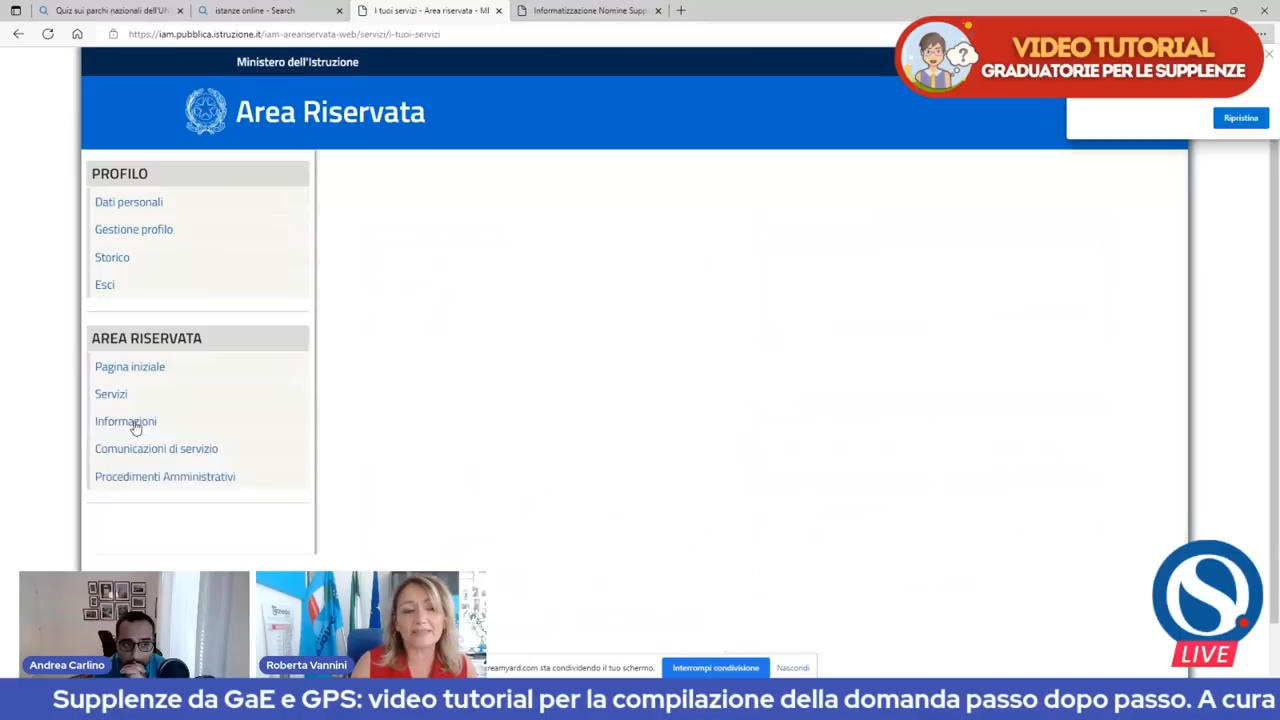 Quiz sui parchi nazionali dell'UN
istanze online - Search
I tuoi servizi - Area riservata - MI
Informatizzazione Nomine Suppl
https://iam.pubblica.istruzione.it/iam-areariservata-web/servizi/i-tuoi-servizi
VIDEO TUTORIAL
GRADUATORIE PER LE SUPPLENZE
Ripristina
Ministero dell'Istruzione
Area Riservata
PROFILO
Dati personali
Gestione profilo
Storico
Esci
AREA RISERVATA
Pagina iniziale
Servizi
Informazioni
Comunicazioni di servizio
Procedimenti Amministrativi
Andrea Carlino
Roberta Vannini
creamyard.com sta condividendo il tuo schermo.
Interrompi condivisione
Nascondi
S
LIVE
Supplenze da GaE e GPS: video tutorial per la compilazione della domanda passo dopo passo. A cura